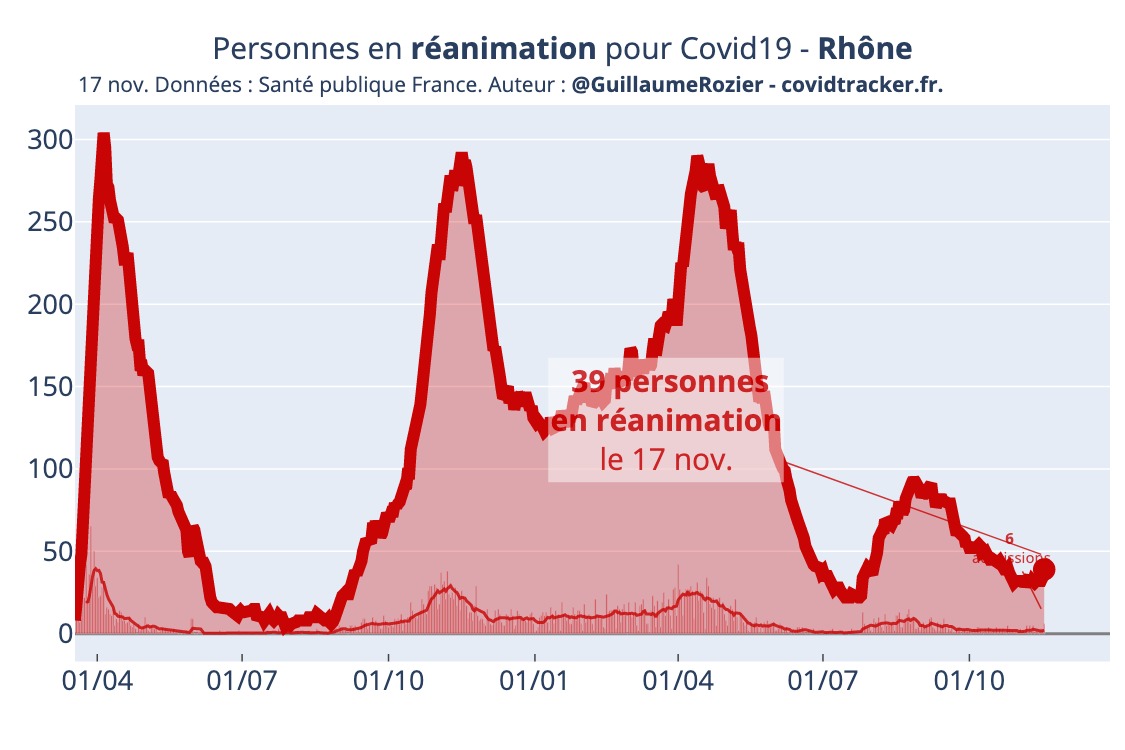 Personnes en réanimation pour Covid19 - Rhône
17 nov. Données : Santé publique France. Auteur : @GuillaumeRozier - covidtracker.fr.
300
250
200
150
100
50
0
39 personnes
en réanimation
le 17 nov.
6
admissions
01/04
01/07
01/10
01/01
01/04
01/07
01/10